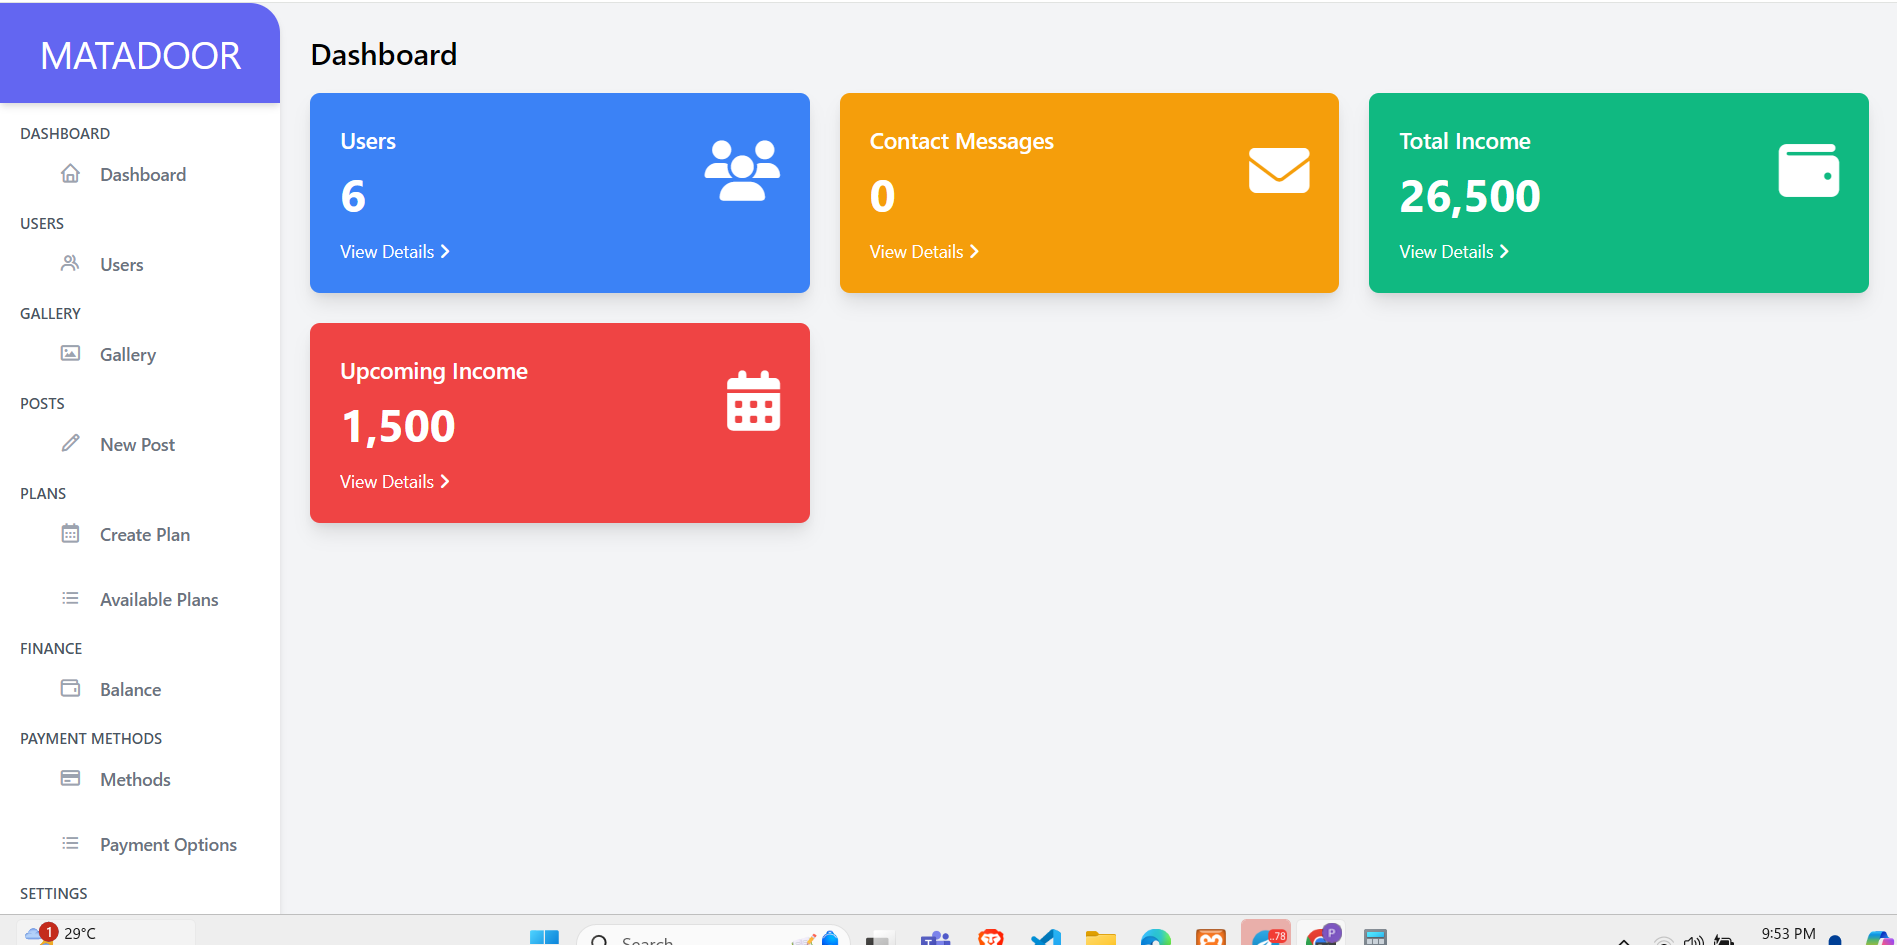 MATADOOR
DASHBOARD
Dashboard
USERS
Users
GALLERY
Gallery
POSTS
New Post
PLANS
Create Plan
Available Plans
FINANCE
Balance
PAYMENT METHODS
Methods
Payment Options
SETTINGS
Dashboard
Users
6
View Details
Contact Messages
0
View Details
Total Income
26,500
View Details
Upcoming Income
1,500
View Details
1
29°C
Search
.78
P
9:53 PM